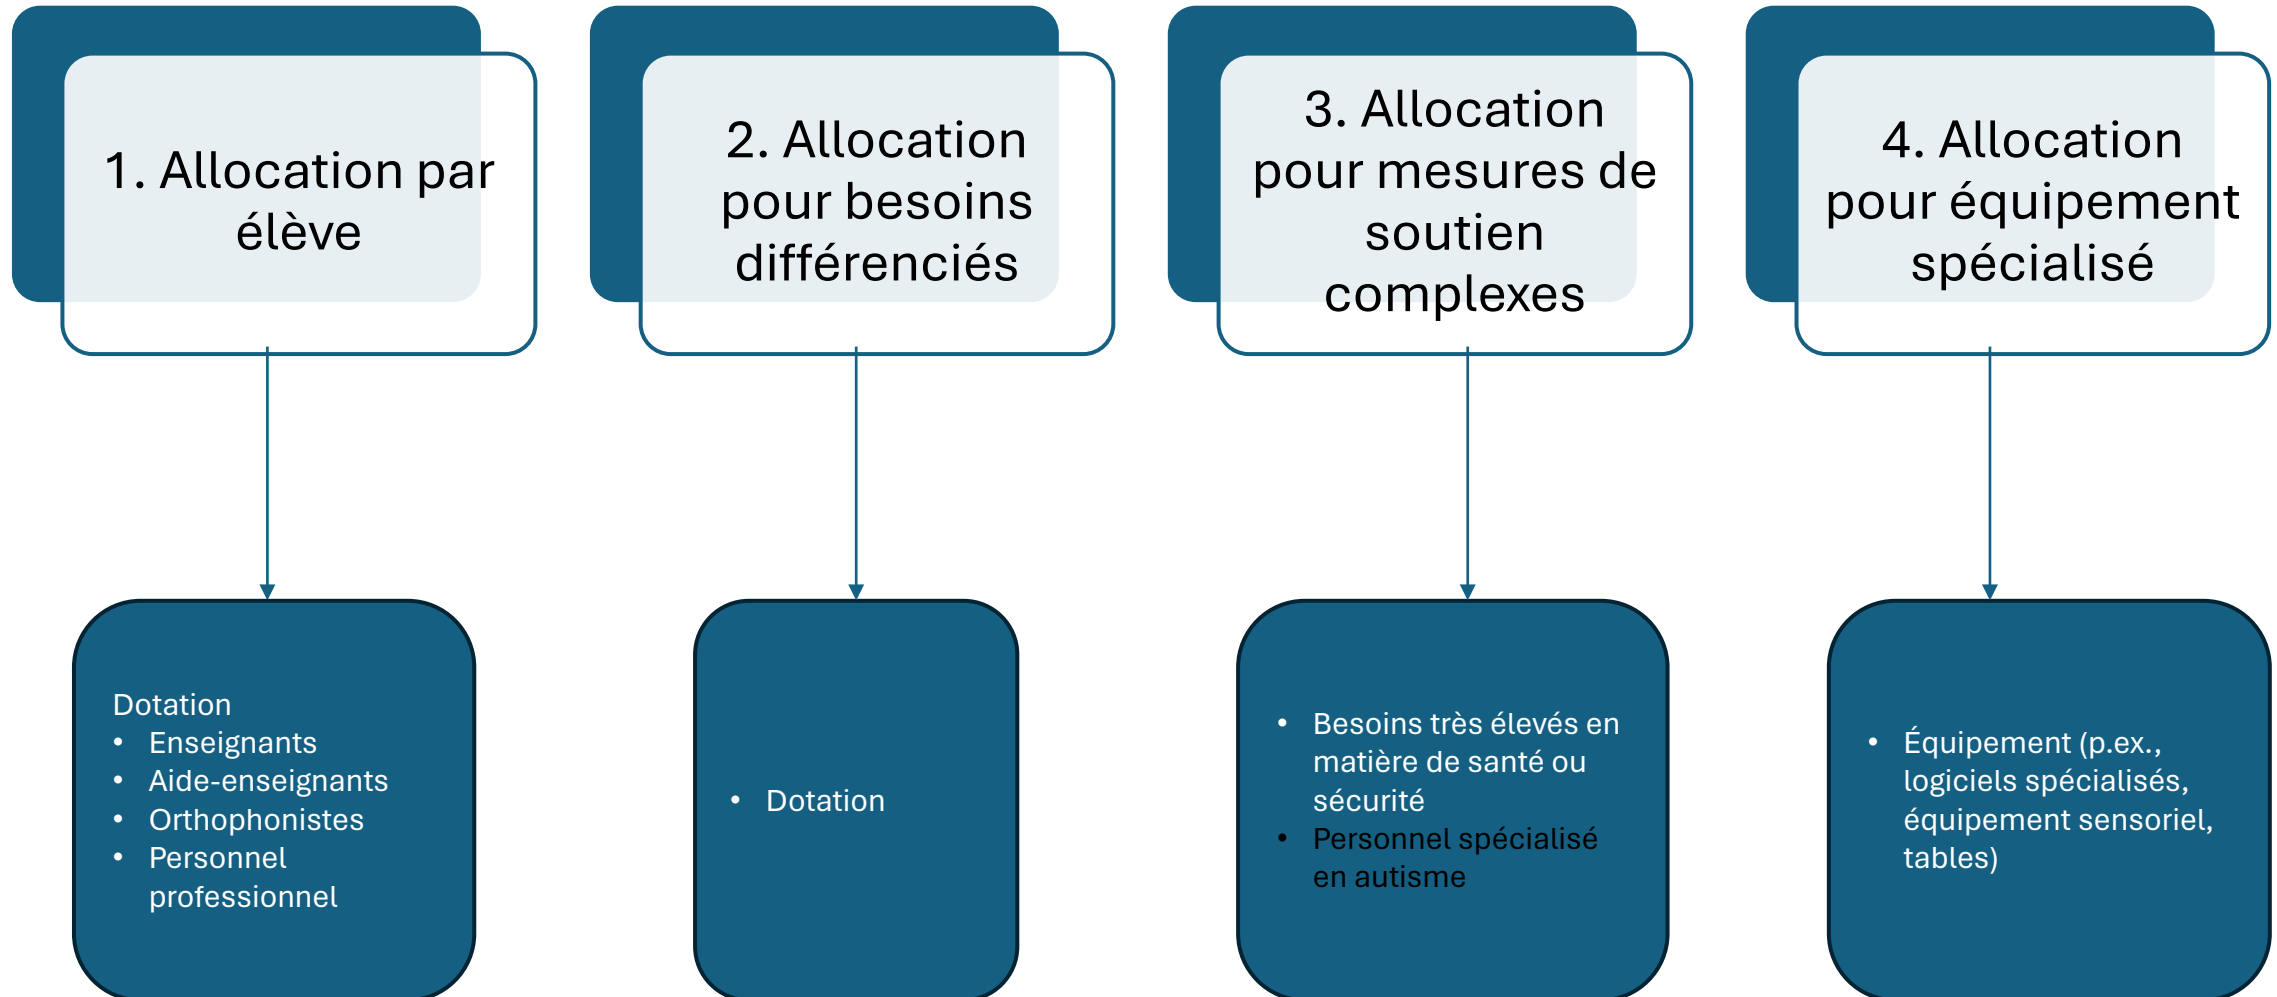 1. Allocation par
élève
2. Allocation
pour besoins
différenciés
3. Allocation
pour mesures de
soutien
complexes
4. Allocation
pour équipement
spécialisé
Dotation
• Enseignants
• Aide-enseignants
• Orthophonistes
• Personnel
professionnel
• Dotation
• Besoins très élevés en
matière de santé ou
sécurité
• Personnel spécialisé
en autisme
• Équipement (p.ex.,
logiciels spécialisés,
équipement sensoriel,
tables)